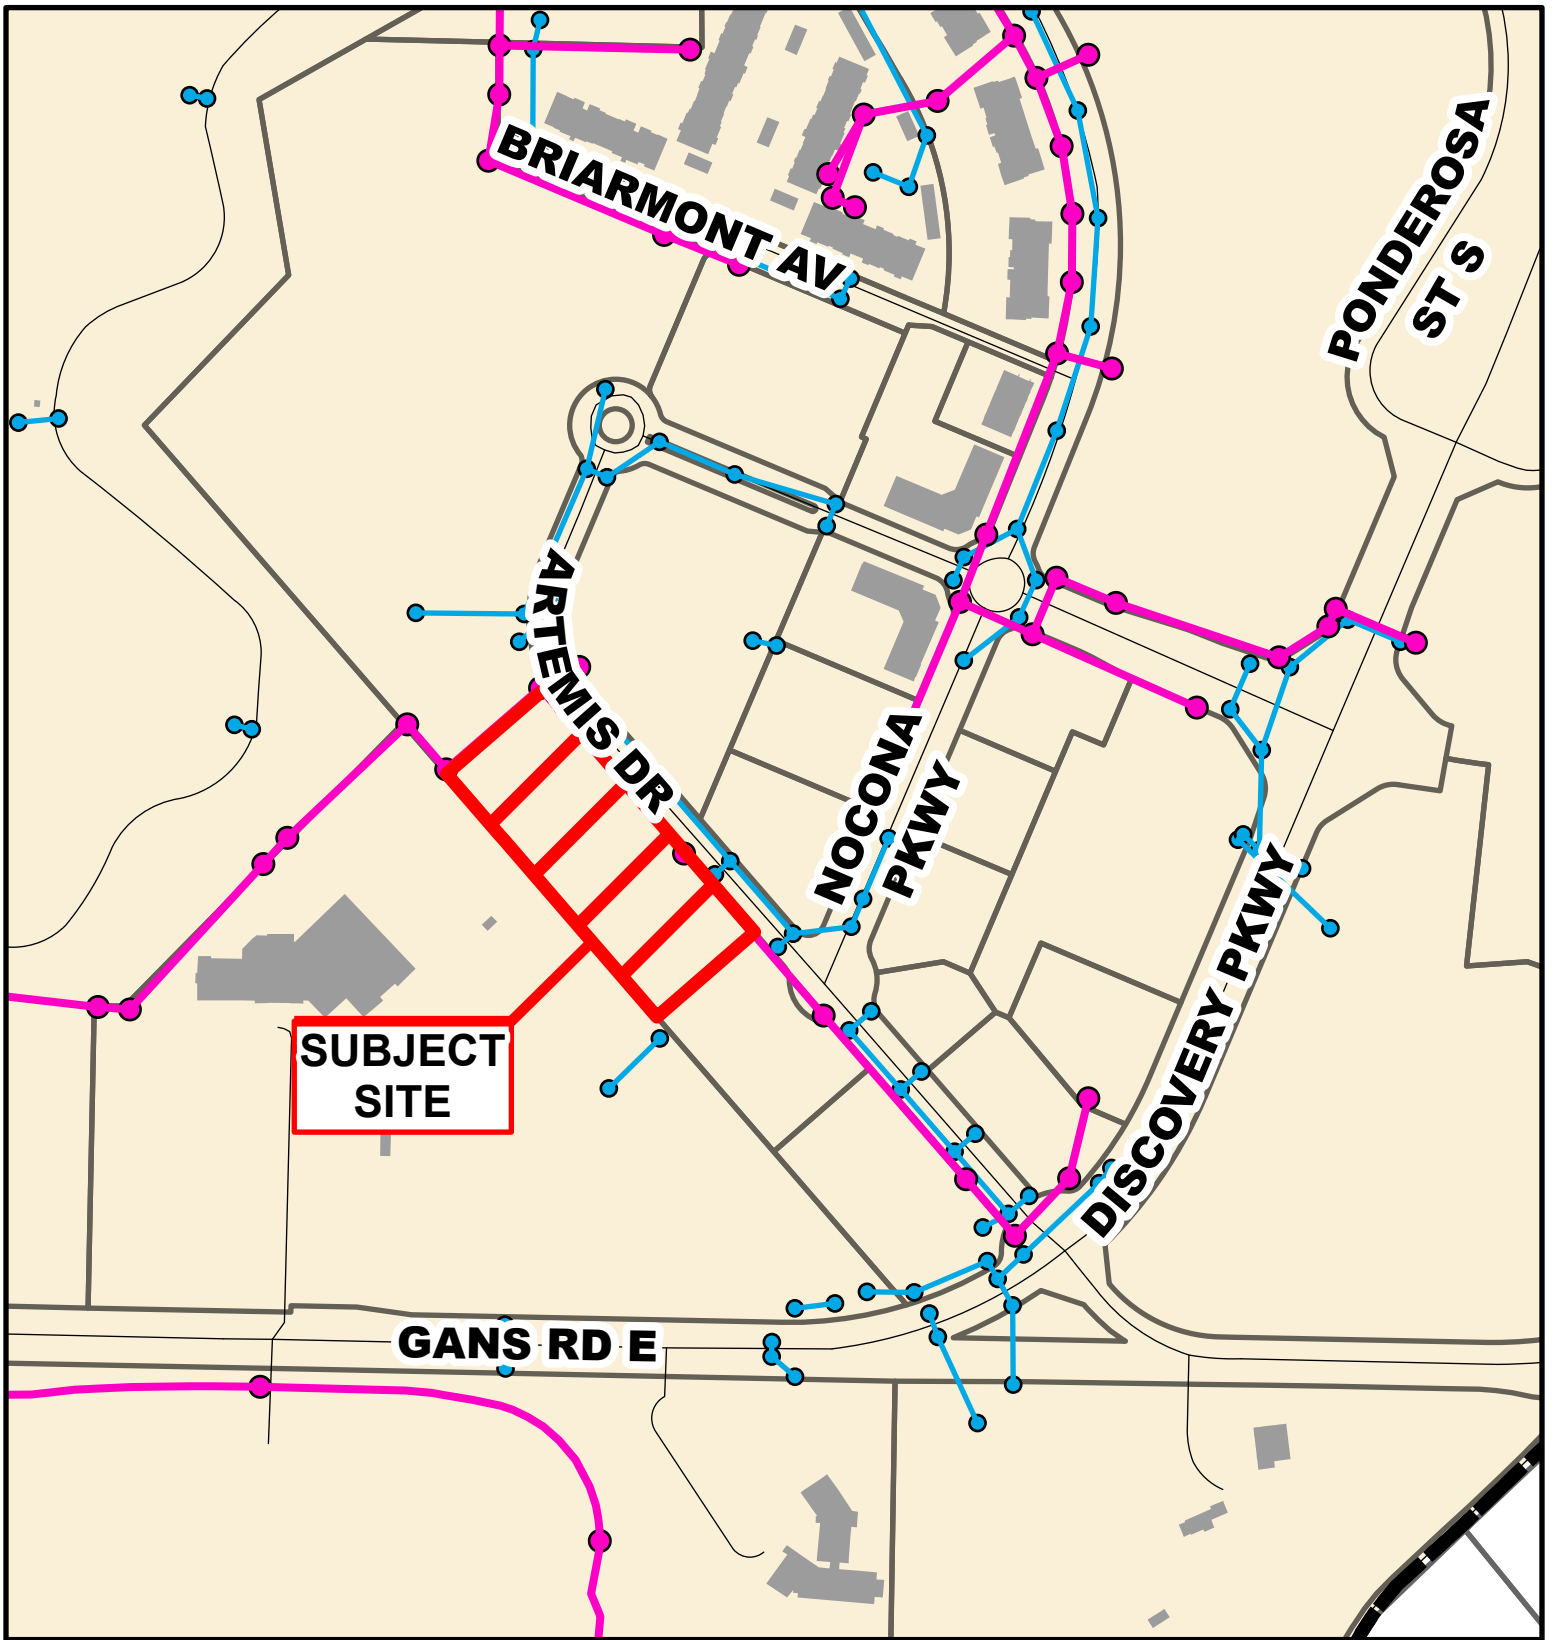 BRIARMONT AV
PONDEROSA
ST S
ARTEMIS DR
NOCONA
PKWY
DISCOVERY PKWY
SUBJECT
SITE
GANS RD E